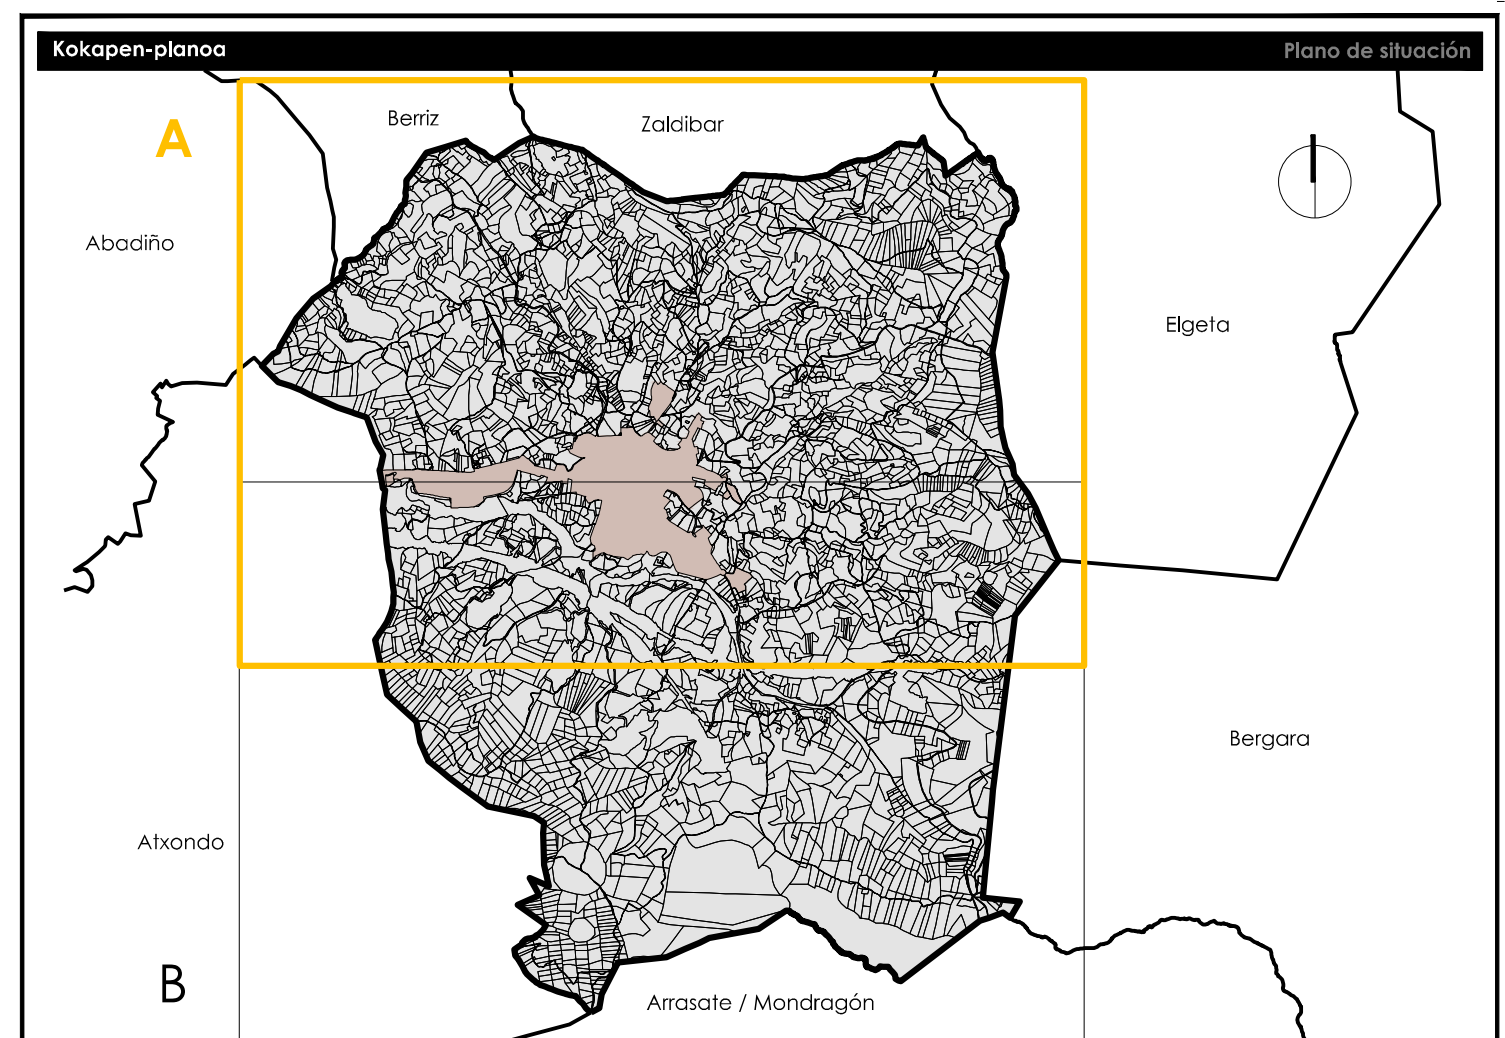 Kokapen-planoa
Plano de situación
A
Berriz
Zaldibar
Abadiño
Elgeta
Bergara
Atxondo
B
Arrasate / Mondragón